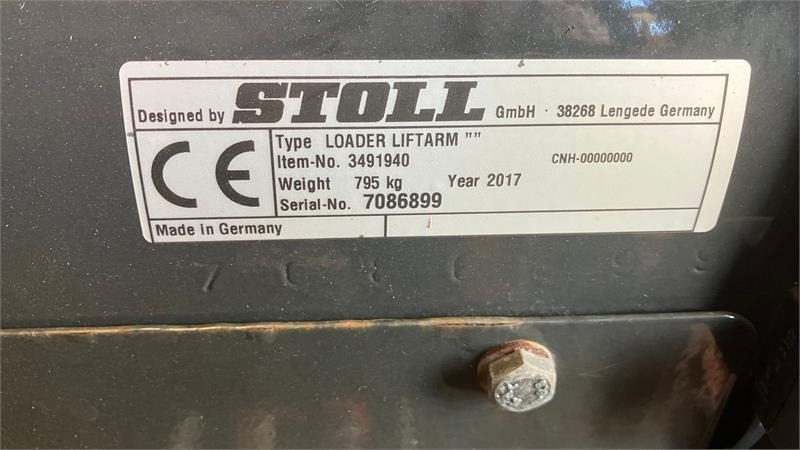 Designed by STOLL GmbH · 38268 Lengede Germany
CE
Type LOADER LIFTARM ""
Item-No. 3491940
CNH-00000000
Weight 795 kg Year 2017
Serial-No. 7086899
Made in Germany
7086899